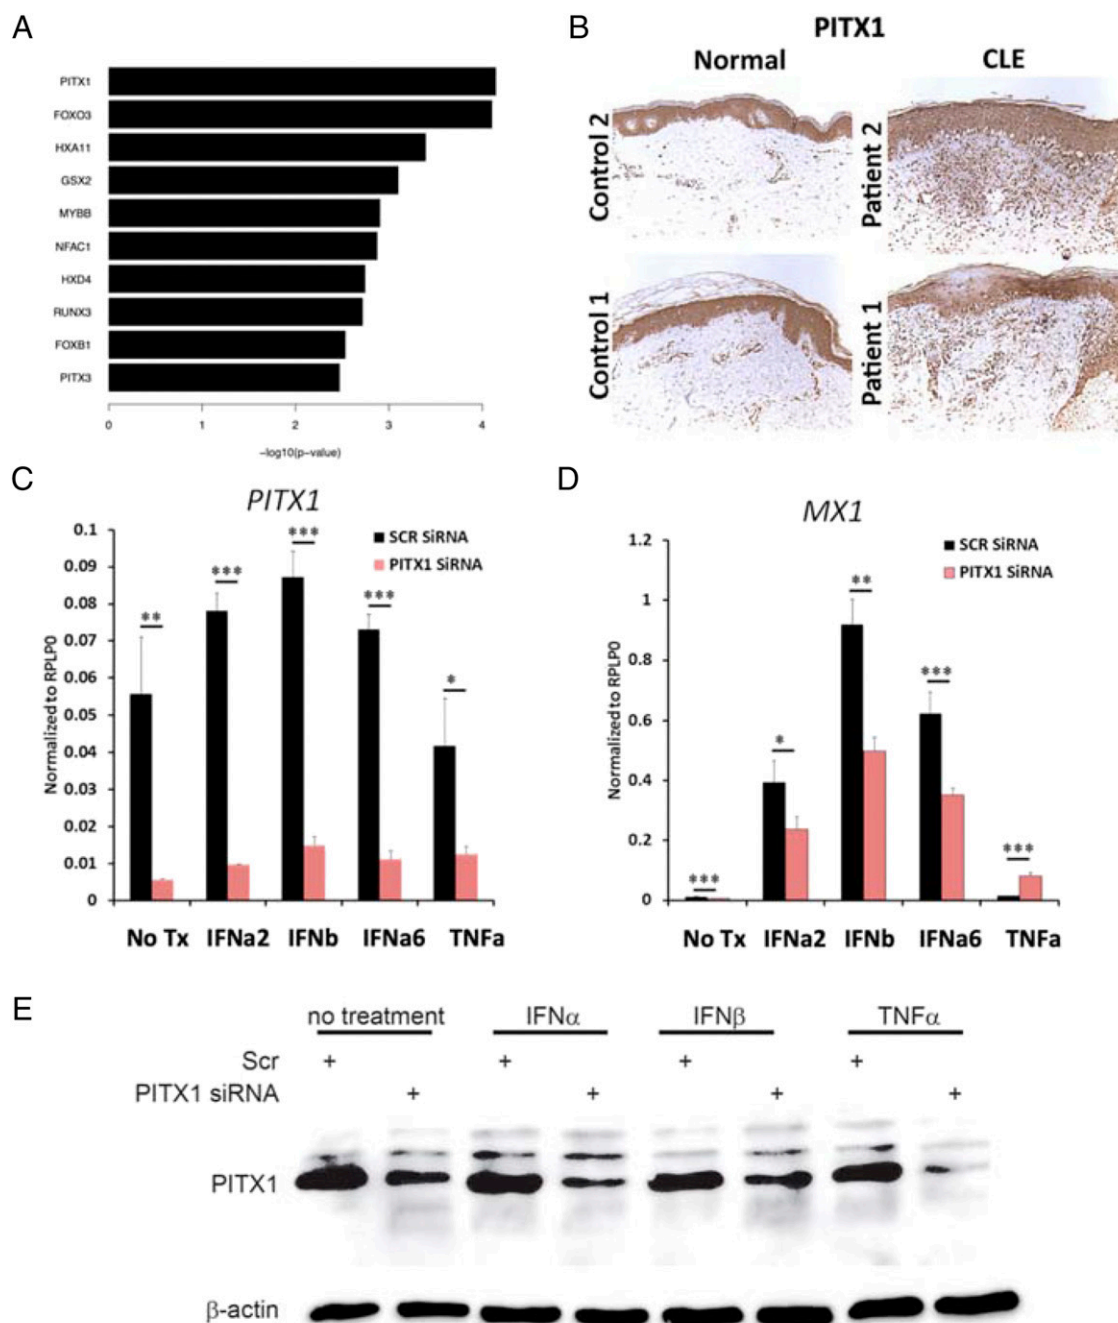 A
PITX1
FOXO3
HXA11
GSX2
MYBB
NFAC1
HXD4
RUNX3
FOXB1
PITX3
0 1 2 3 4
−log10(p−value)
B
PITX1
Normal CLE
Control 2
Patient 2
Control 1
Patient 1
C
PITX1
SCR SiRNA
PITX1 SiRNA
Normalized to RPLP0
0.1
0.09
0.08
0.07
0.06
0.05
0.04
0.03
0.02
0.01
0
** *** *** *** *
No Tx IFNa2 IFNb IFNa6 TNFa
D
MX1
SCR SiRNA
PITX1 SiRNA
Normalized to RPLP0
1.2
1
0.8
0.6
0.4
0.2
0
*** * ** *** ***
No Tx IFNa2 IFNb IFNa6 TNFa
E
no treatment IFNα IFNβ TNFα
Scr + + + +
PITX1 siRNA + + + +
PITX1
β-actin